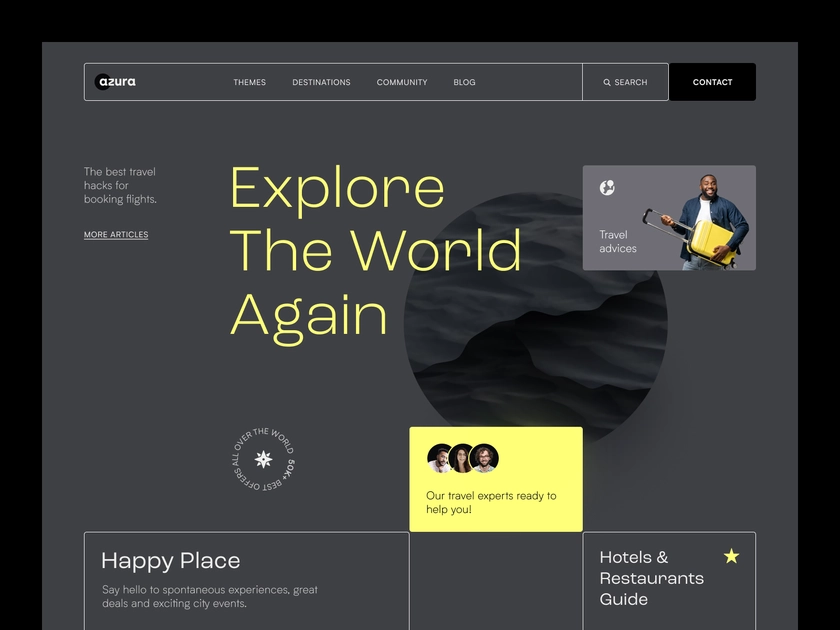 azura
THEMES
DESTINATIONS
COMMUNITY
BLOG
SEARCH
CONTACT
The best travel
hacks for
booking flights.
MORE ARTICLES
Explore
The World
Again
Travel
advices
ALL OVER THE WORLD 50K+ BEST OFFERS
Our travel experts ready to
help you!
Happy Place
Say hello to spontaneous experiences, great
deals and exciting city events.
Hotels &
Restaurants
Guide